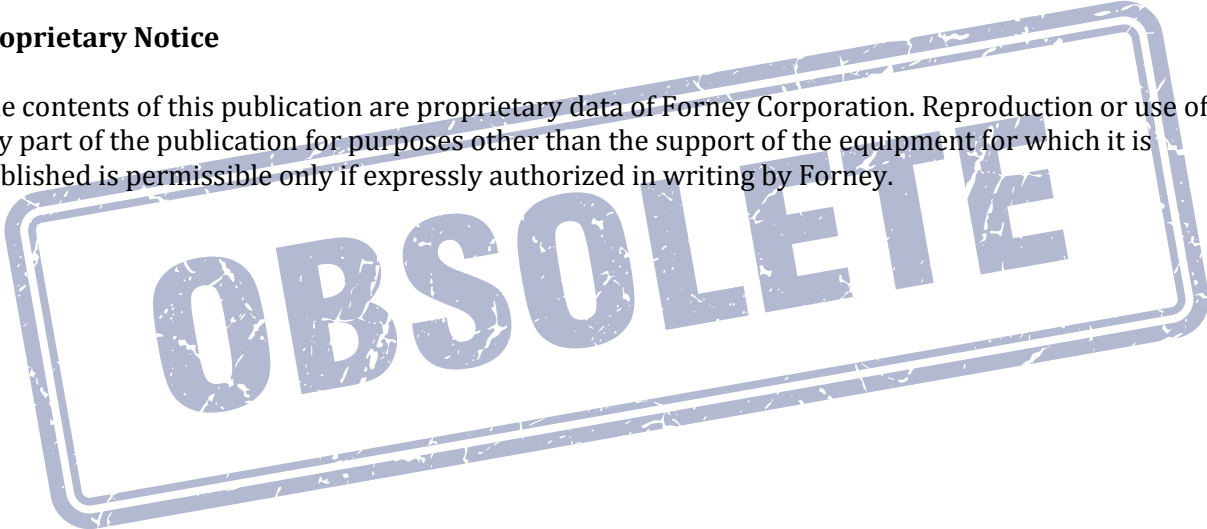 oprietary Notice
e contents of this publication are proprietary data of Forney Corporation. Reproduction or use of
y part of the publication for purposes other than the support of the equipment for which it is
blished is permissible only if expressly authorized in writing by Forney.
OBSOLETE